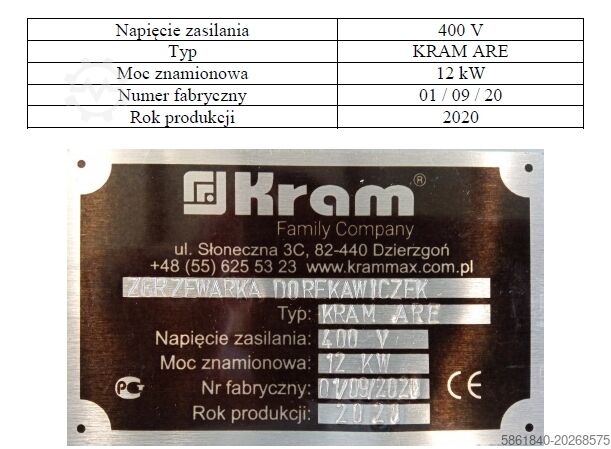 Napięcie zasilania 400 V
Typ KRAM ARE
Moc znamionowa 12 kW
Numer fabryczny 01 / 09 / 20
Rok produkcji 2020
Kram®
Family Company
ul. Słoneczna 3C, 82-440 Dzierzgoń
+48 (55) 625 53 23 www.krammax.com.pl
ZGRZEWARKA DOREKAWICZEK
Typ: KRAM ARE
Napięcie zasilania: 400 V
Moc znamionowa: 12 KW
Nr fabryczny: 01/09/2020
Rok produkcji: 2020
CE
5861840-20268575